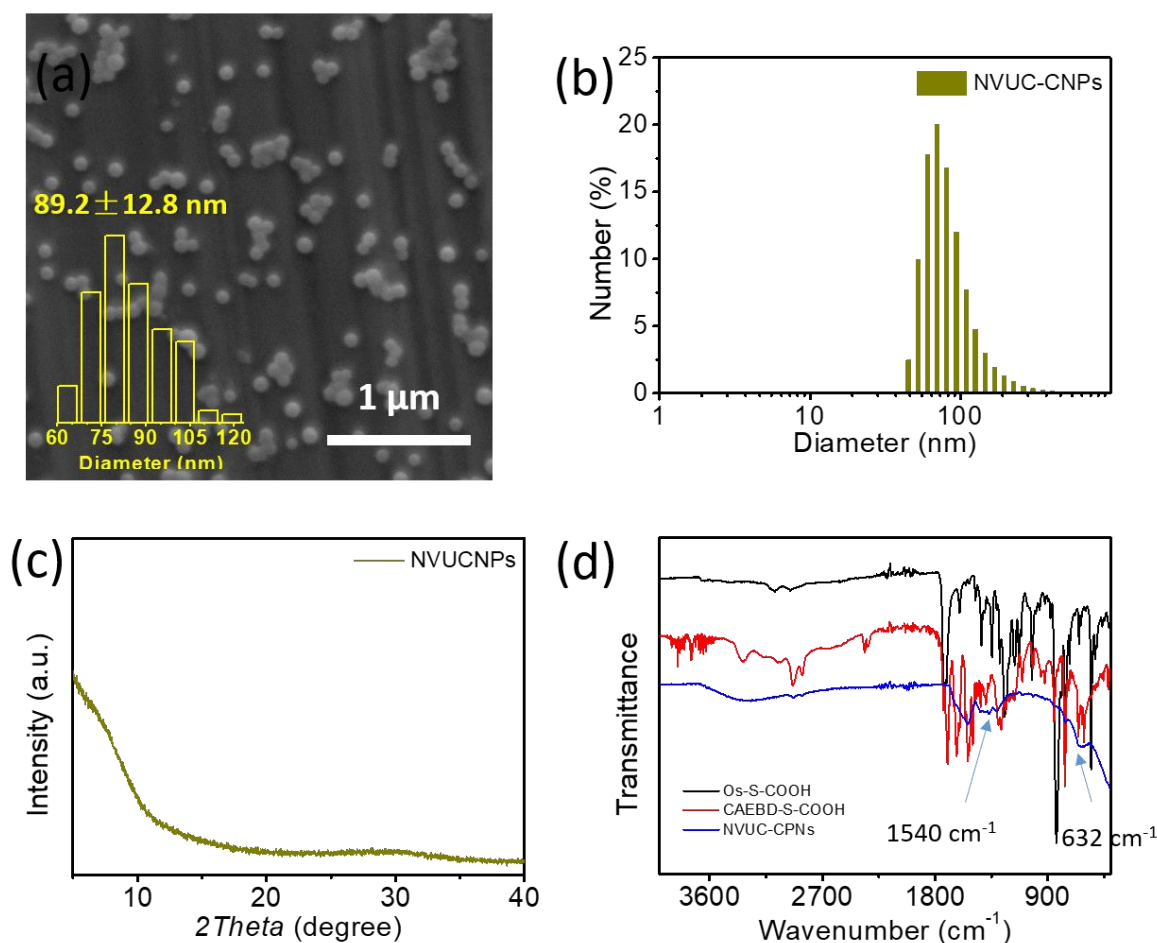 (a)
89.2±12.8 nm
60 75 90 105 120
Diameter (nm)
1 μm
(b)
NVUC-CNPs
25
20
15
10
5
0
Number (%)
1 10 100
Diameter (nm)
(c)
NVUCNPs
Intensity (a.u.)
10 20 30 40
2Theta (degree)
(d)
Transmittance
Os-S-COOH
CAEBD-S-COOH
NVUC-CPNs
1540 cm⁻¹
632 cm⁻¹
3600 2700 1800 900
Wavenumber (cm⁻¹)